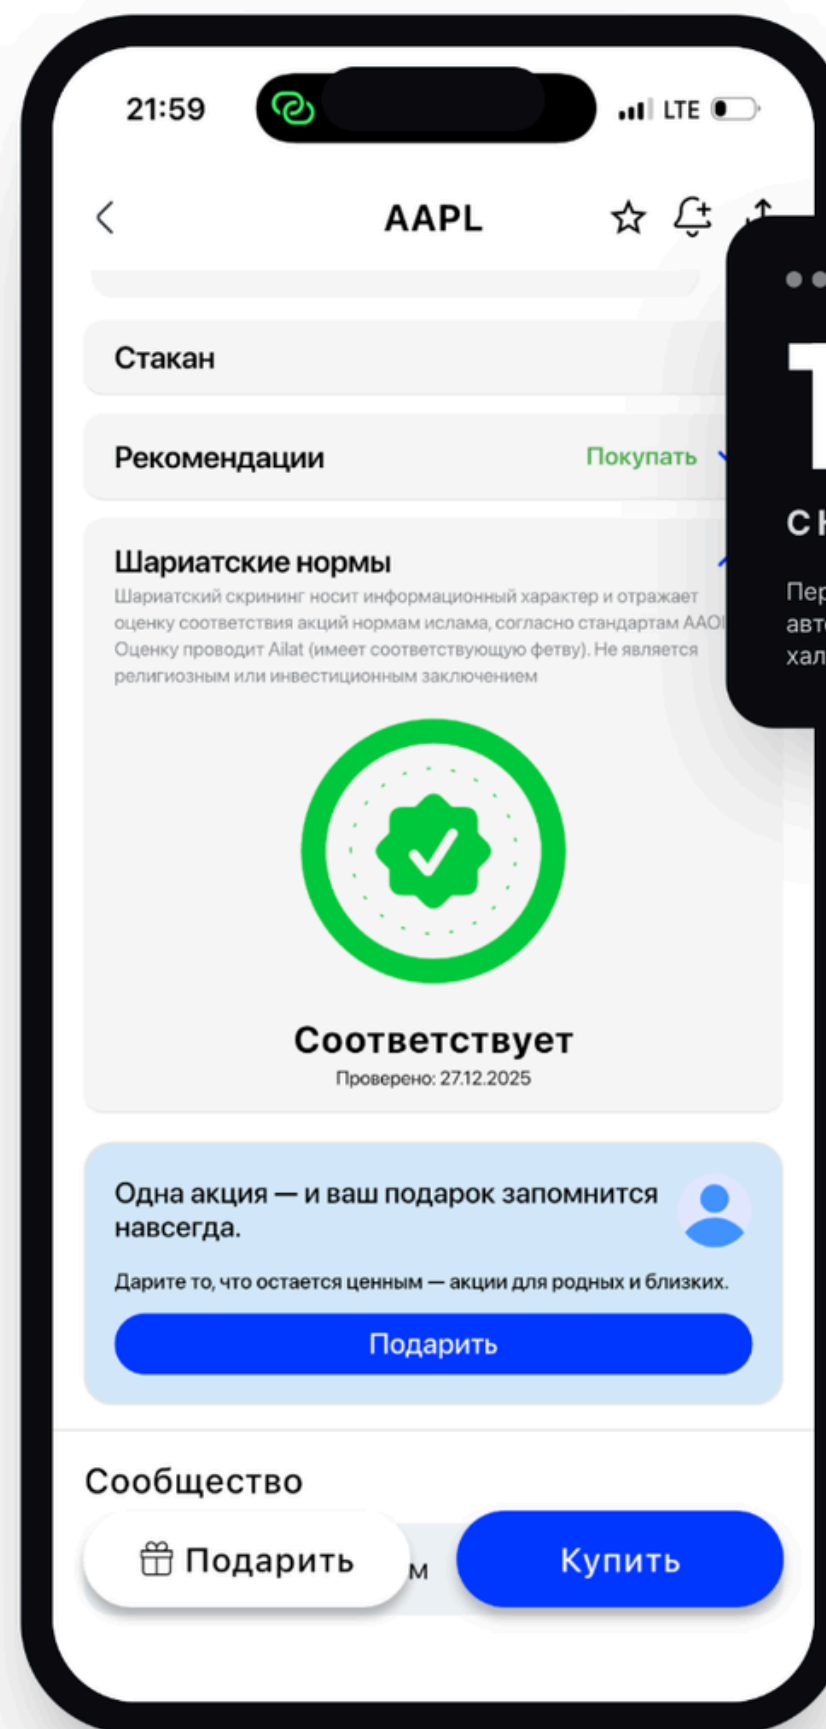 21:59
LTE
AAPL
Стакан
Рекомендации
Покупать
Шариатские нормы
Шариатский скрининг носит информационный характер и отражает
оценку соответствия акций нормам ислама, согласно стандартам
Оценку проводит Ailat (имеет соответствующую фетву). Не является
религиозным или инвестиционным заключением
Соответствует
Проверено: 27.12.2025
Одна акция — и ваш подарок запомнится
навсегда.
Дарите то, что остается ценным — акции для родных и близких.
Подарить
Сообщество
Подарить
Купить